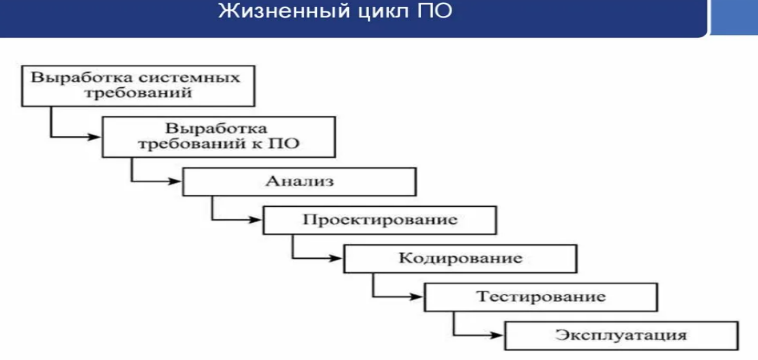 Жизненный цикл ПО
Выработка системных
требований
Выработка
требований к ПО
Анализ
Проектирование
Кодирование
Тестирование
Эксплуатация